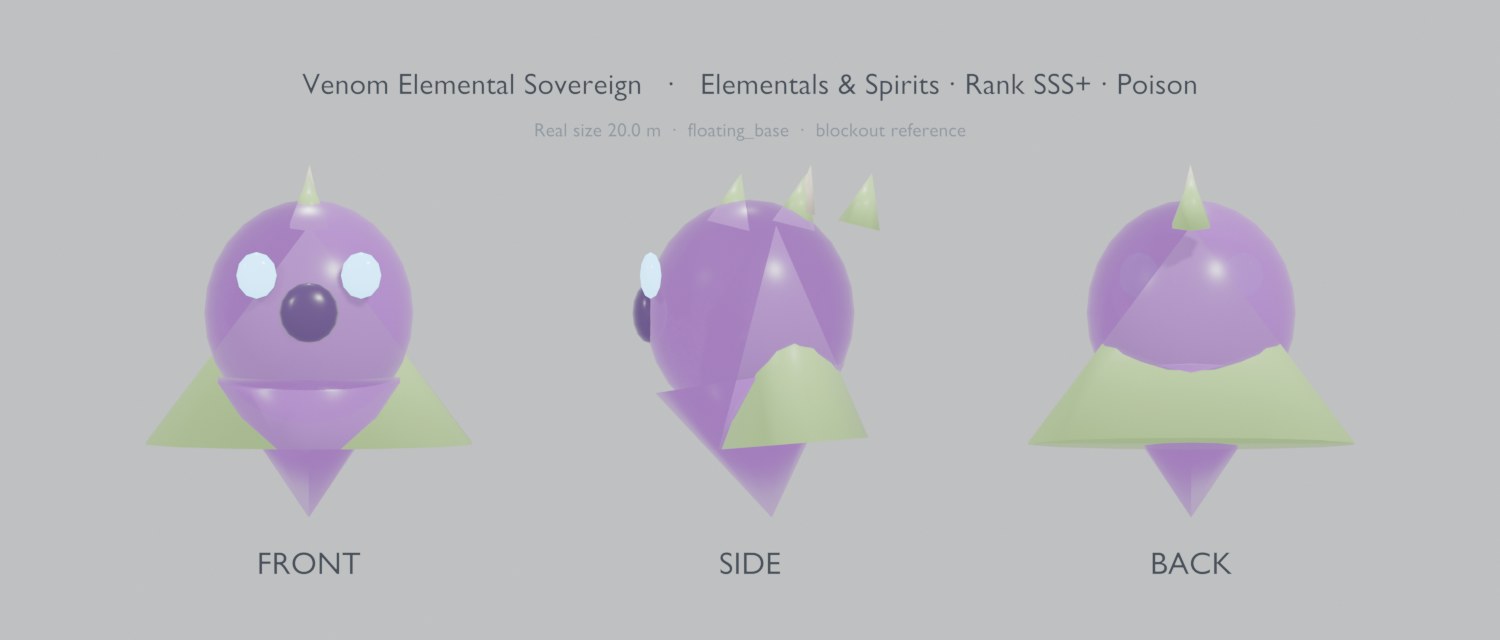 Venom Elemental Sovereign · Elementals & Spirits · Rank SSS+ · Poison
Real size 20.0 m · floating_base · blockout reference
FRONT
SIDE
BACK